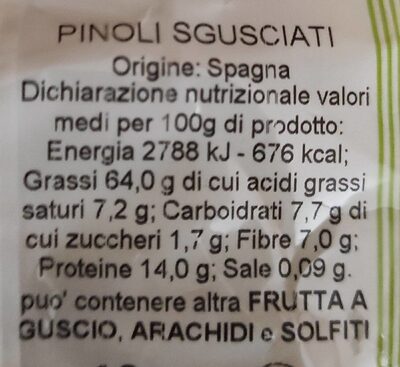 PINOLI SGUSCIATI
Origine: Spagna
Dichiarazione nutrizionale valori
medi per 100g di prodotto:
Energia 2788 kJ - 676 kcal;
Grassi 64,0 g di cui acidi grassi
saturi 7,2 g; Carboidrati 7,7 g di
cui zuccheri 1,7 g; Fibre 7,0 g;
Proteine 14,0 g; Sale 0,09 g.
puo' contenere altra FRUTTA A
GUSCIO, ARACHIDI e SOLFITI